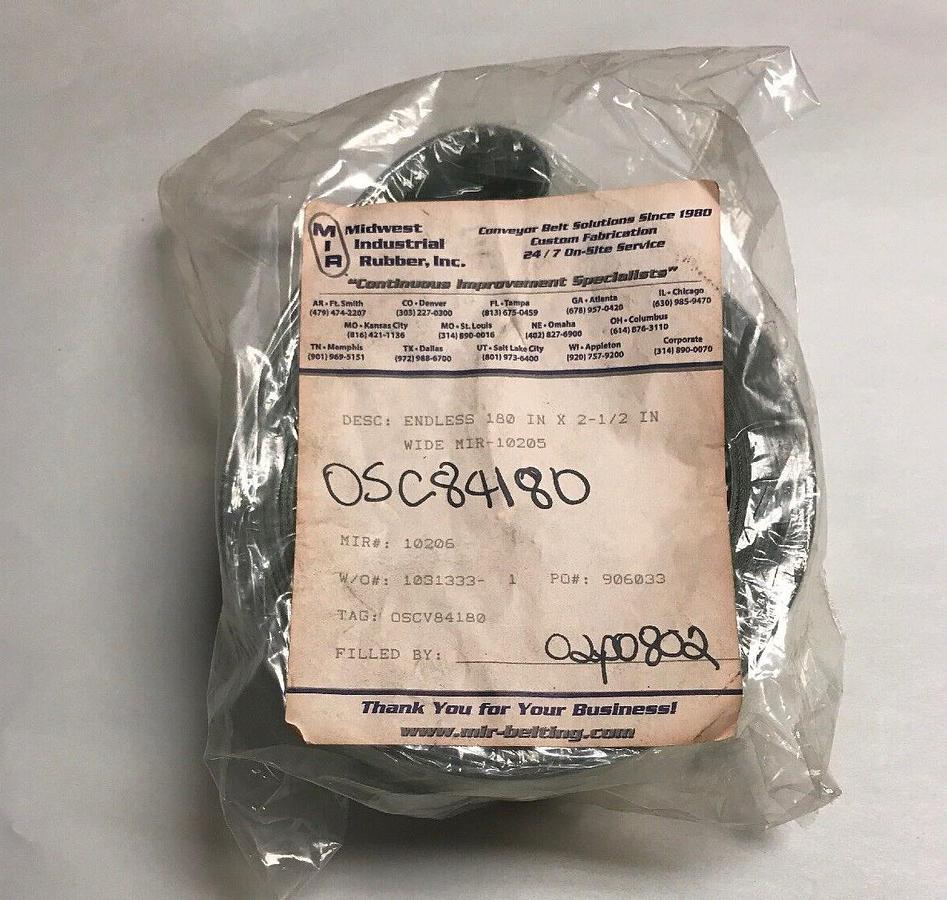 MIR
Midwest
Industrial
Rubber, Inc.
Conveyor Belt Solutions Since 1980
Custom Fabrication
24 / 7 On-Site Service
"Continuous Improvement Specialists"
AR • Ft. Smith CO • Denver FL • Tampa GA • Atlanta IL • Chicago
(479) 474-2207 (303) 227-0300 (813) 675-0459 (678) 957-0420 (630) 985-9470
MO • Kansas City MO • St. Louis NE • Omaha OH • Columbus
(816) 421-1136 (314) 890-0016 (402) 827-6900 (614) 876-3110
TN • Memphis TX • Dallas UT • Salt Lake City WI • Appleton Corporate
(901) 969-5151 (972) 988-6700 (801) 973-6400 (920) 757-9200 (314) 890-0070
DESC: ENDLESS 180 IN X 2-1/2 IN
WIDE MIR-10205
OSC84180
MIR#: 10206
W/O#: 1031333- 1 PO#: 906033
TAG: OSCV84180
FILLED BY:
Thank You for Your Business!
www.mir-belting.com